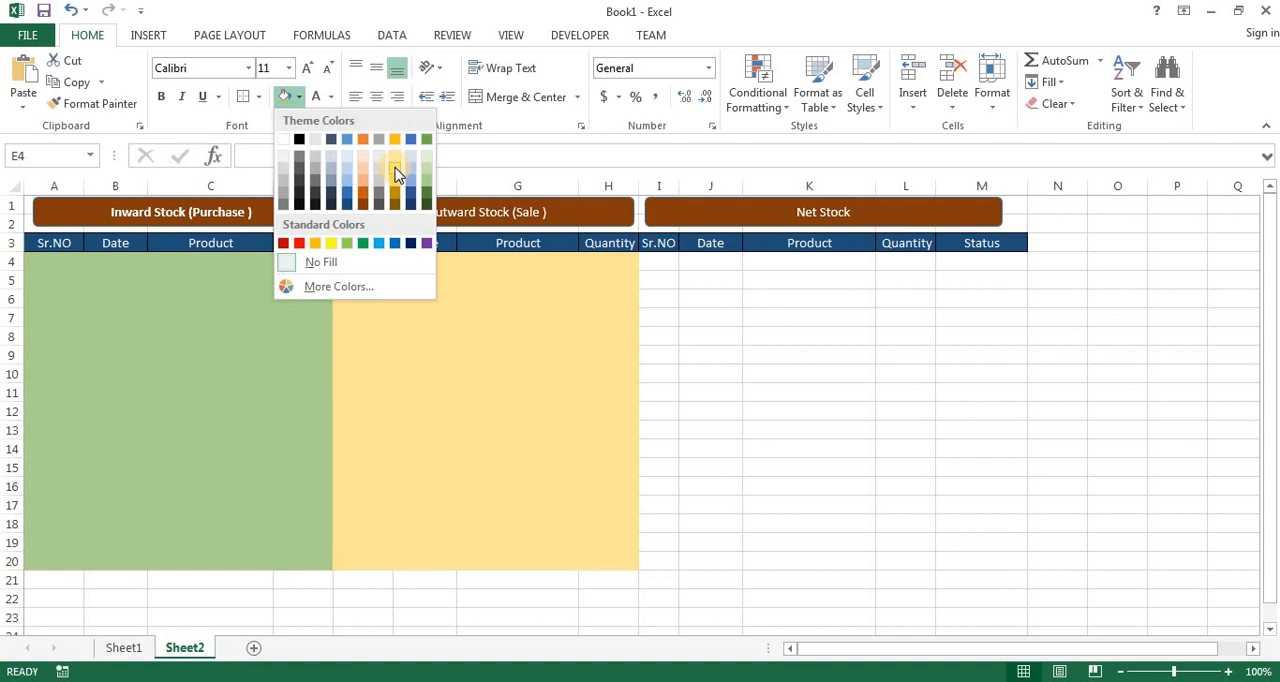 Book1 - Excel
?
FILE HOME INSERT PAGE LAYOUT FORMULAS DATA REVIEW VIEW DEVELOPER TEAM Sign in
Paste
Cut
Copy
Format Painter
Clipboard
Calibri 11
B I U A
Font
Wrap Text
Merge & Center
Alignment
General
$ % ,
Number
Conditional Formatting
Format as Table
Cell Styles
Styles
Insert Delete Format
Cells
AutoSum
Fill
Clear
Sort & Filter
Find & Select
Editing
Theme Colors
Standard Colors
No Fill
More Colors...
E4
fx
A B C G H I J K L M N O P Q
Inward Stock (Purchase ) utward Stock (Sale ) Net Stock
Sr.NO Date Product Product Quantity Sr.NO Date Product Quantity Status
1
2
3
4
5
6
7
8
9
10
11
12
13
14
15
16
17
18
19
20
21
22
23
Sheet1 Sheet2
READY 100%